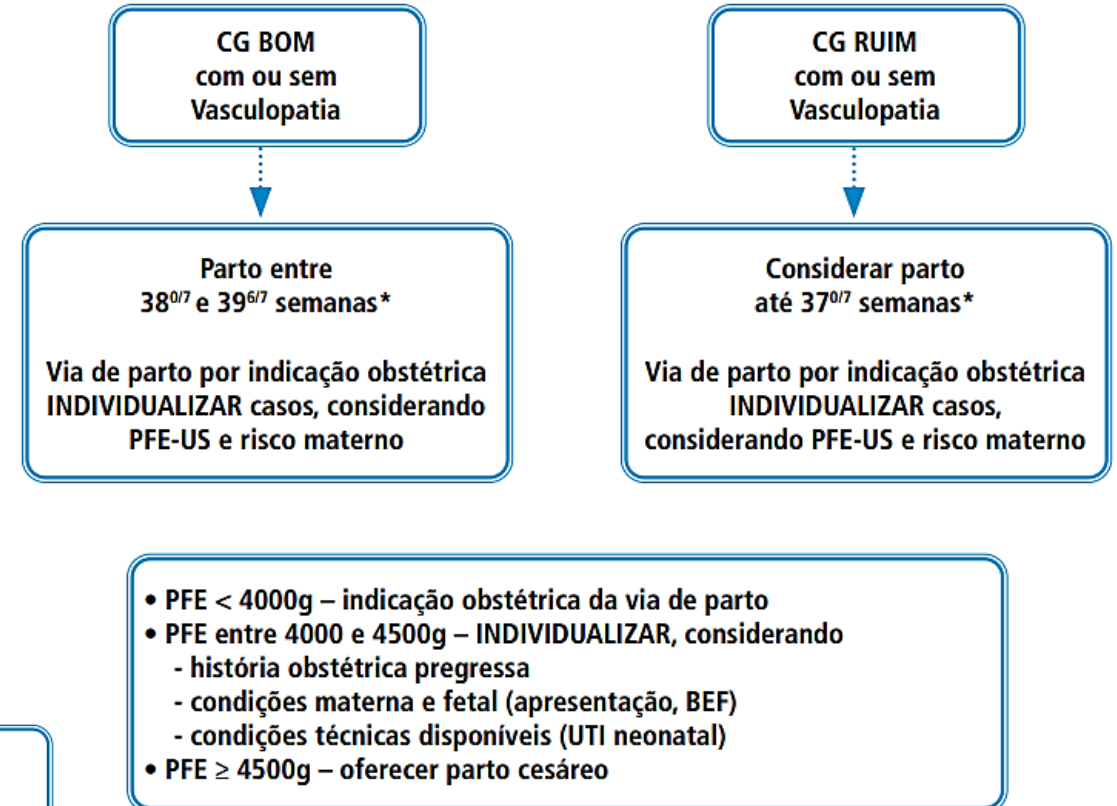 CG BOM
com ou sem
Vasculopatia
CG RUIM
com ou sem
Vasculopatia
Parto entre
38⁰/⁷ e 39⁶/⁷ semanas*
Via de parto por indicação obstétrica
INDIVIDUALIZAR casos, considerando
PFE-US e risco materno
Considerar parto
até 37⁰/⁷ semanas*
Via de parto por indicação obstétrica
INDIVIDUALIZAR casos,
considerando PFE-US e risco materno
• PFE < 4000g – indicação obstétrica da via de parto
• PFE entre 4000 e 4500g – INDIVIDUALIZAR, considerando
- história obstétrica pregressa
- condições materna e fetal (apresentação, BEF)
- condições técnicas disponíveis (UTI neonatal)
• PFE ≥ 4500g – oferecer parto cesáreo